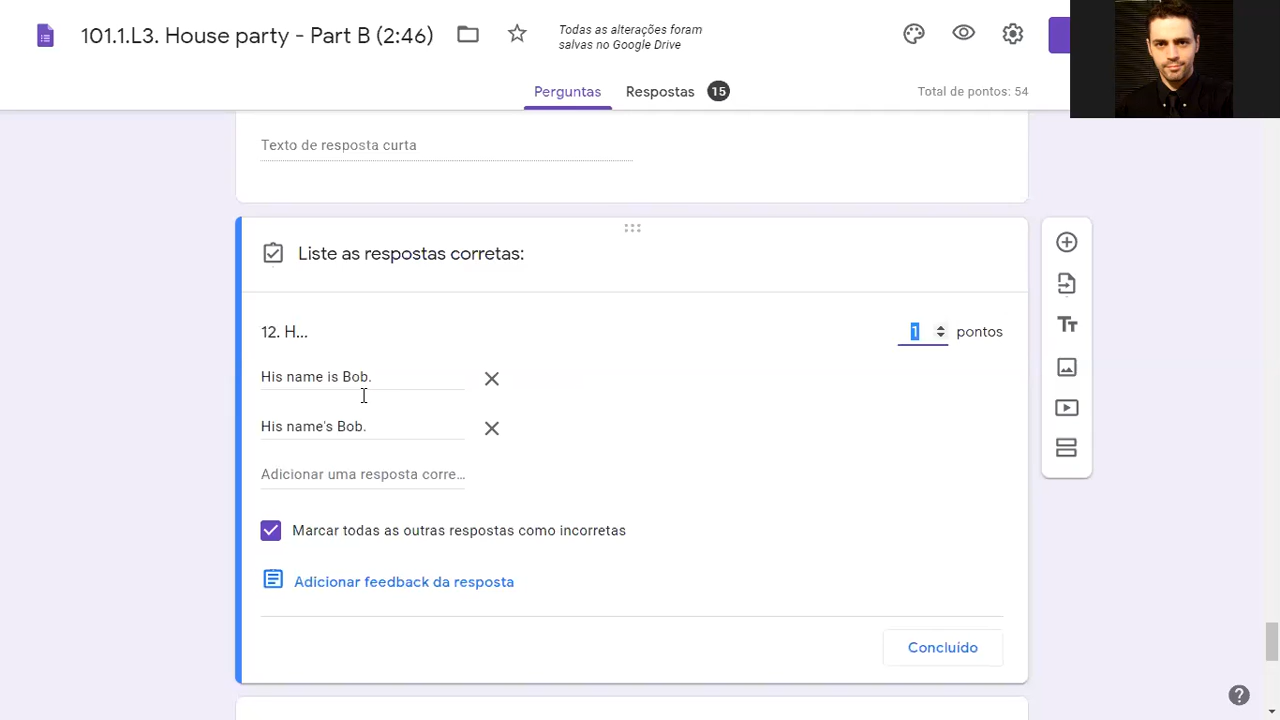 101.1.L3. House party - Part B (2:46)
Todas as alterações foram
salvas no Google Drive
Perguntas
Respostas 15
Total de pontos: 54
Texto de resposta curta
Liste as respostas corretas:
12. H...
1 pontos
His name is Bob.
His name's Bob.
Adicionar uma resposta corre...
Marcar todas as outras respostas como incorretas
Adicionar feedback da resposta
Concluído